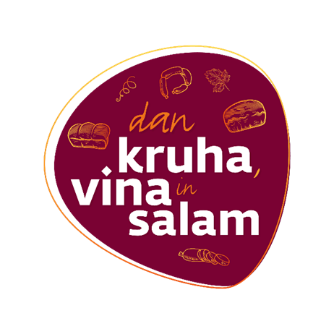 dan
kruha,
vina in
salam